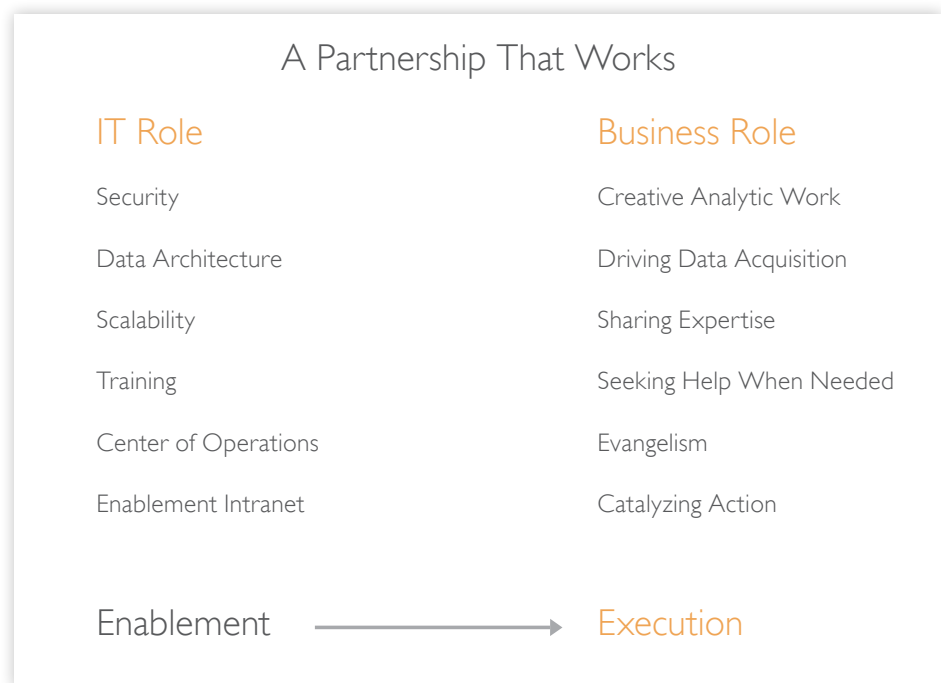 A Partnership That Works
IT Role
Business Role
Security
Creative Analytic Work
Data Architecture
Driving Data Acquisition
Scalability
Sharing Expertise
Training
Seeking Help When Needed
Center of Operations
Evangelism
Enablement Intranet
Catalyzing Action
Enablement
Execution